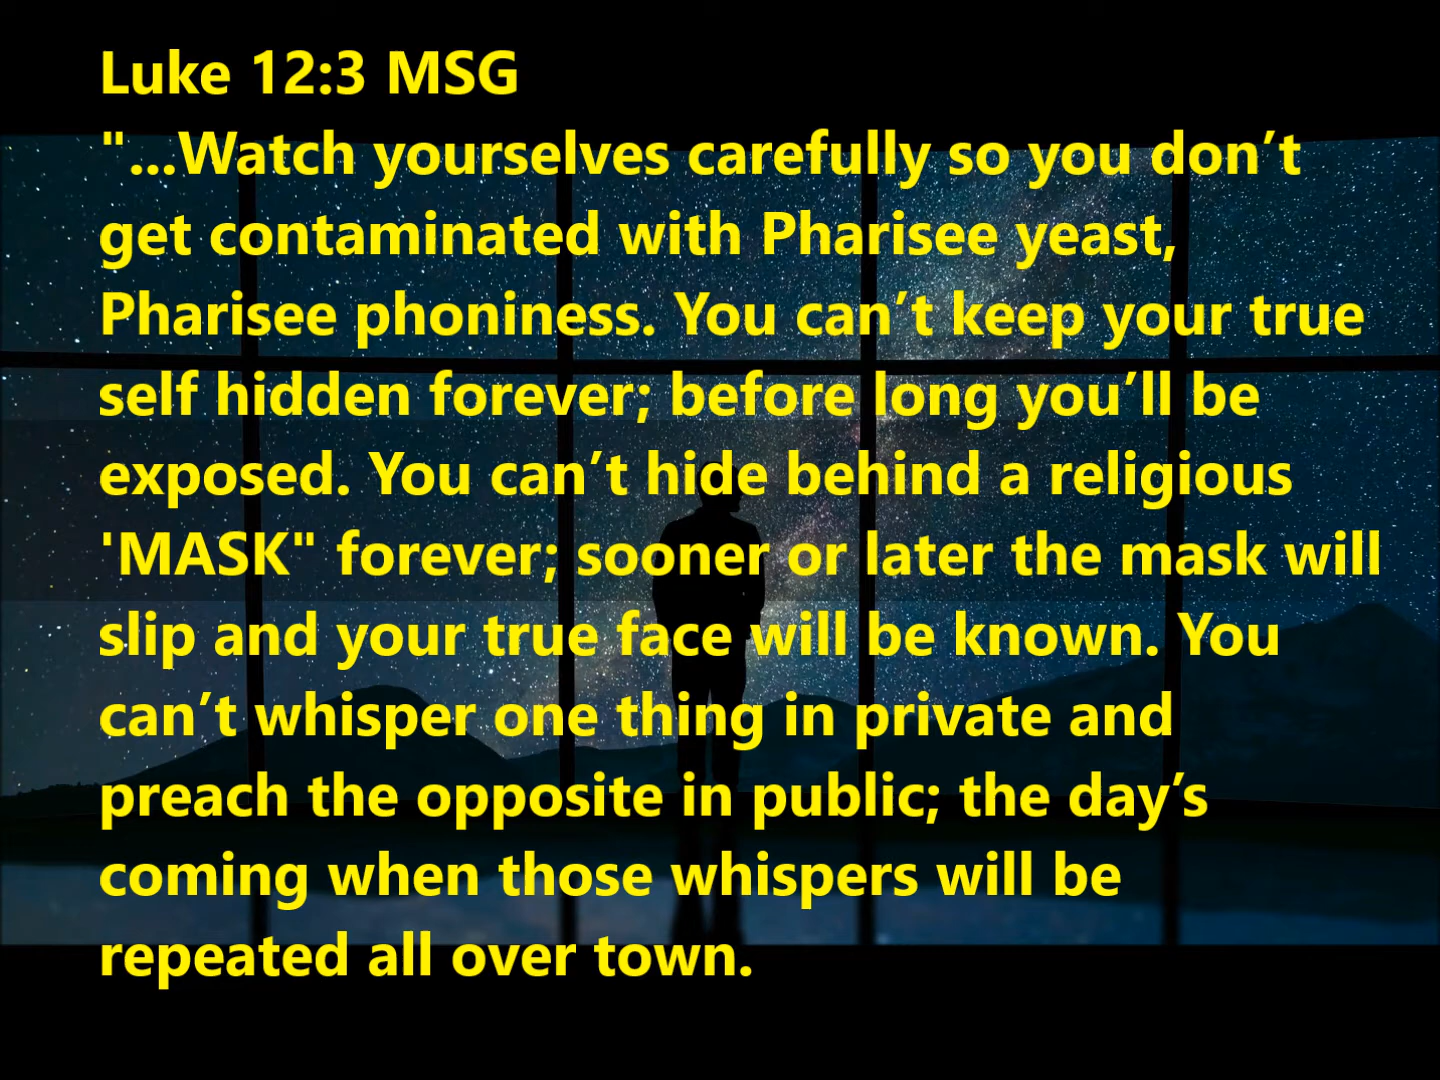 Luke 12:3 MSG
"...Watch yourselves carefully so you don’t
get contaminated with Pharisee yeast,
Pharisee phoniness. You can’t keep your true
self hidden forever; before long you’ll be
exposed. You can’t hide behind a religious
'MASK" forever; sooner or later the mask will
slip and your true face will be known. You
can’t whisper one thing in private and
preach the opposite in public; the day’s
coming when those whispers will be
repeated all over town.